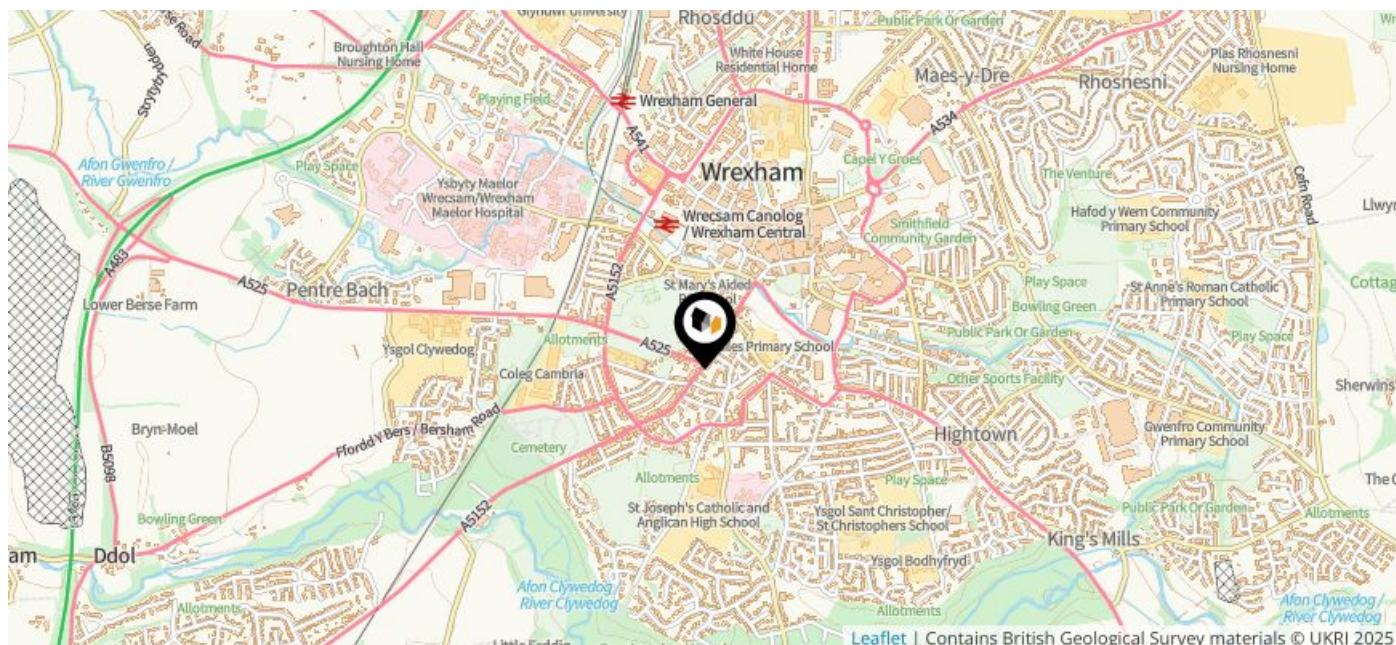 Glyndŵr University
Rhosddu
Public Park Or Garden
Broughton Hall
Nursing Home
White House
Residential Home
Maes-y-Dre
Rhosnesni
Plas Rhosnesni
Nursing Home
Road
Playing Field
Wrexham General
A541
A534
Afon Gwenfro /
River Gwenfro
Play Space
Ysbyty Maelor
Wrecsam/Wrexham
Maelor Hospital
Wrexham
Capel Y Groes
The Venture
Cefn Road
Hafod y Wern Community
Primary School
Wrecsam Canolog
/ Wrexham Central
Smithfield
Community Garden
A483
A525
A5152
Pentre Bach
Lower Berse Farm
St Mary's Aided
Play Space
Bowling Green
St Anne's Roman Catholic
Primary School
Cottag
Ysgol Clywedog
Allotments
A525
Primary School
Public Park Or Garden
Play Space
Coleg Cambria
Other Sports Facility
Sherwins
Bryn-Moel
B5098
Ffordd Y Bers / Bersham Road
Cemetery
Hightown
Gwenfro Community
Primary School
Allotments
Play Space
Bowling Green
A5152
St Joseph's Catholic and
Anglican High School
Ysgol Sant Christopher/
St Christophers School
Public Park Or Garden
Allotments
Ddol
King's Mills
Ysgol Bodhyfryd
Allotments
Afon Clywedog /
River Clywedog
Afon Clywedog /
River Clywedog
Leaflet | Contains British Geological Survey materials © UKRI 2025